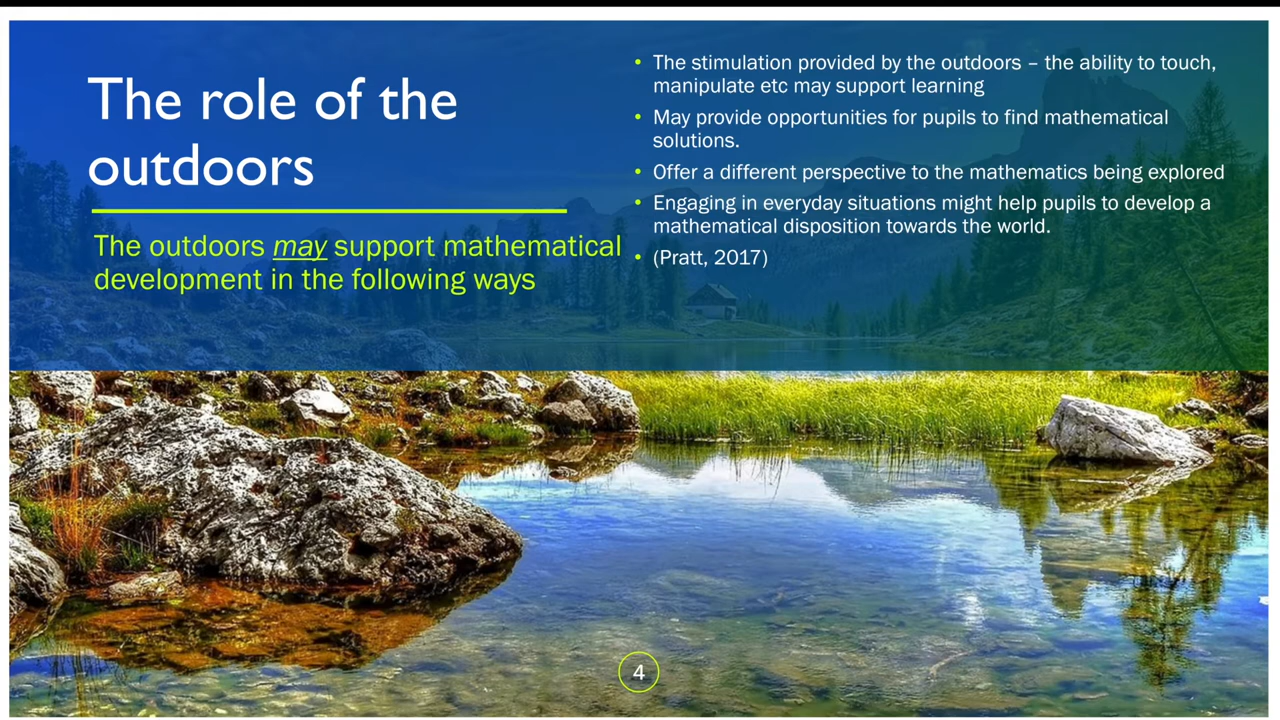 The role of the
outdoors
The outdoors may support mathematical
development in the following ways
• The stimulation provided by the outdoors – the ability to touch,
manipulate etc may support learning
• May provide opportunities for pupils to find mathematical
solutions.
• Offer a different perspective to the mathematics being explored
• Engaging in everyday situations might help pupils to develop a
mathematical disposition towards the world.
• (Pratt, 2017)
4